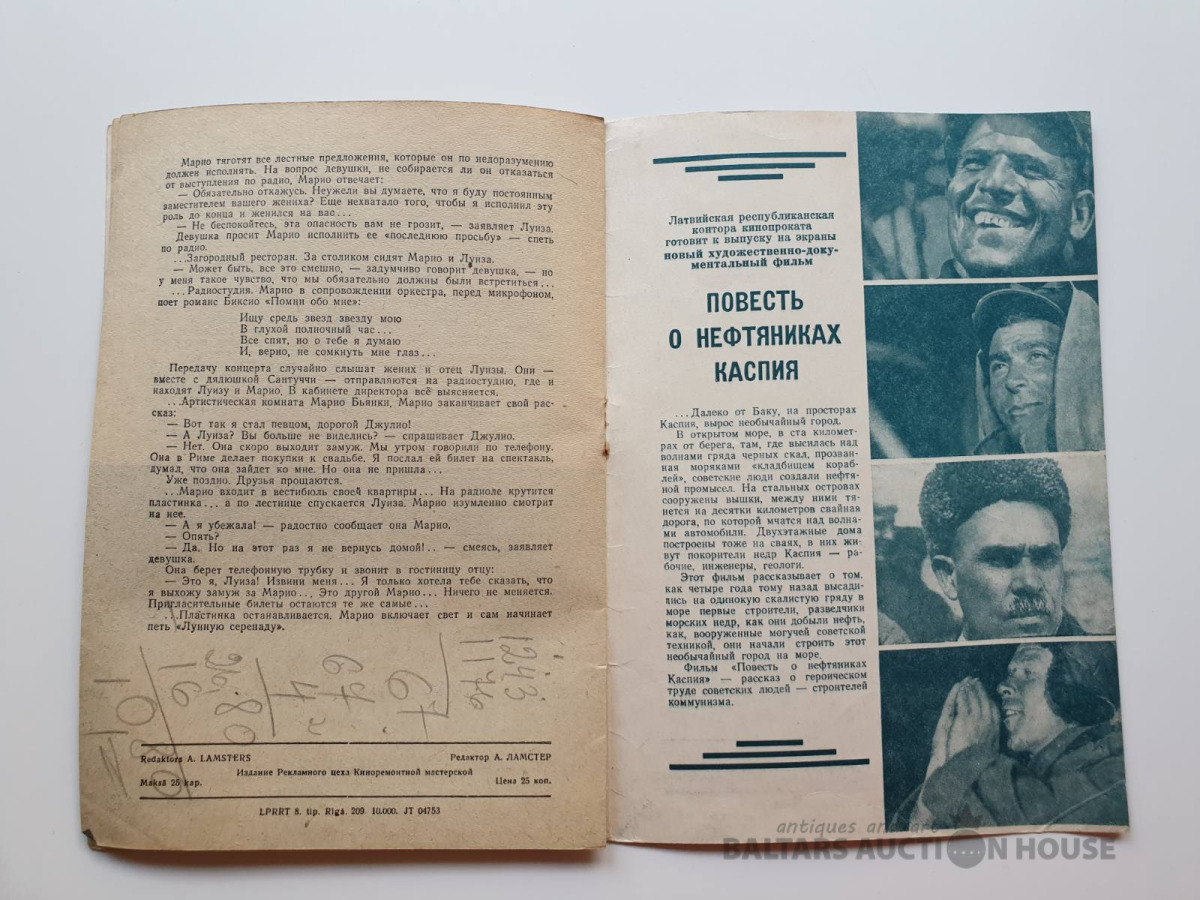 Марио тяготят все лестные предложения, которые он по недоразумению
должен исполнять. На вопрос девушки, не собирается ли он отказаться
от выступления по радио, Марио отвечает:
— Обязательно откажусь. Неужели вы думаете, что я буду постоянным
заместителем вашего жениха? Еще нехватало того, чтобы я исполнил эту
роль до конца и женился на вас...
— Не беспокойтесь, эта опасность вам не грозит, — заявляет Луиза.
Девушка просит Марио исполнить ее «последнюю просьбу» — спеть
по радио.
...Загородный ресторан. За столиком сидят Марио и Луиза.
— Может быть, все это смешно, — задумчиво говорит девушка, — но
у меня такое чувство, что мы обязательно должны были встретиться...
...Радиостудия. Марио в сопровождении оркестра, перед микрофоном,
поет романс Биксио «Помни обо мне»:
Ищу средь звезд звезду мою
В глухой полночный час...
Все спят, но о тебе я думаю
И, верно, не сомкнуть мне глаз...
Передачу концерта случайно слышат жених и отец Луизы. Они —
вместе с дядюшкой Сантуччи — отправляются на радиостудию, где и
находят Луизу и Марио. В кабинете директора всё выясняется.
...Артистическая комната Марио Бьянки. Марио заканчивает свой рас-
сказ:
— Вот так я стал певцом, дорогой Джулио!
— А Луиза? Вы больше не виделись? — спрашивает Джулио.
— Нет. Она скоро выходит замуж. Мы утром говорили по телефону.
Она в Риме делает покупки к свадьбе. Я послал ей билет на спектакль,
думал, что она зайдет ко мне. Но она не пришла...
Уже поздно. Друзья прощаются.
...Марио входит в вестибюль своей квартиры... На радиоле крутится
пластинка... а по лестнице спускается Луиза. Марио изумленно смотрит
на нее.
— А я убежала! — радостно сообщает она Марио.
— Опять?
— Да. Но на этот раз я не вернусь домой!.. — смеясь, заявляет
девушка.
Она берет телефонную трубку и звонит в гостиницу отцу:
— Это я, Луиза! Извини меня... Я только хотела тебе сказать, что
я выхожу замуж за Марио... Это другой Марио... Ничего не меняется.
Пригласительные билеты остаются те же самые...
...Пластинка останавливается. Марио включает свет и сам начинает
петь «Лунную серенаду».
1243
1176
67
Redaktors A. LAMSTERS Редактор А. ЛАМСТЕР
Издание Рекламного цеха Киноремонтной мастерской
Maksā 25 kap. Цена 25 коп.
LPRRT 8. tip. Rīgā. 209. 10.000. JT 04753
Латвийская республиканская
контора кинопроката
готовит к выпуску на экраны
новый художественно-доку-
ментальный фильм
ПОВЕСТЬ
О НЕФТЯНИКАХ
КАСПИЯ
...Далеко от Баку, на просторах
Каспия, вырос необычайный город.
В открытом море, в ста километ-
рах от берега, там, где высилась над
волнами гряда черных скал, прозван-
ная моряками «кладбищем кораб-
лей», советские люди создали нефтя-
ной промысел. На стальных островах
сооружены вышки, между ними тя-
нется на десятки километров свайная
дорога, по которой мчатся над волна-
ми автомобили. Двухэтажные дома
построены тоже на сваях, в них жи-
вут покорители недр Каспия — ра-
бочие, инженеры, геологи.
Этот фильм рассказывает о том,
как четыре года тому назад высади-
лись на одинокую скалистую гряду в
море первые строители, разведчики
морских недр, как они добыли нефть,
как, вооруженные могучей советской
техникой, они начали строить этот
необычайный город на море.
Фильм «Повесть о нефтяниках
Каспия» — рассказ о героическом
труде советских людей — строителей
коммунизма.
antiques and art
BALTARS AUCTION HOUSE